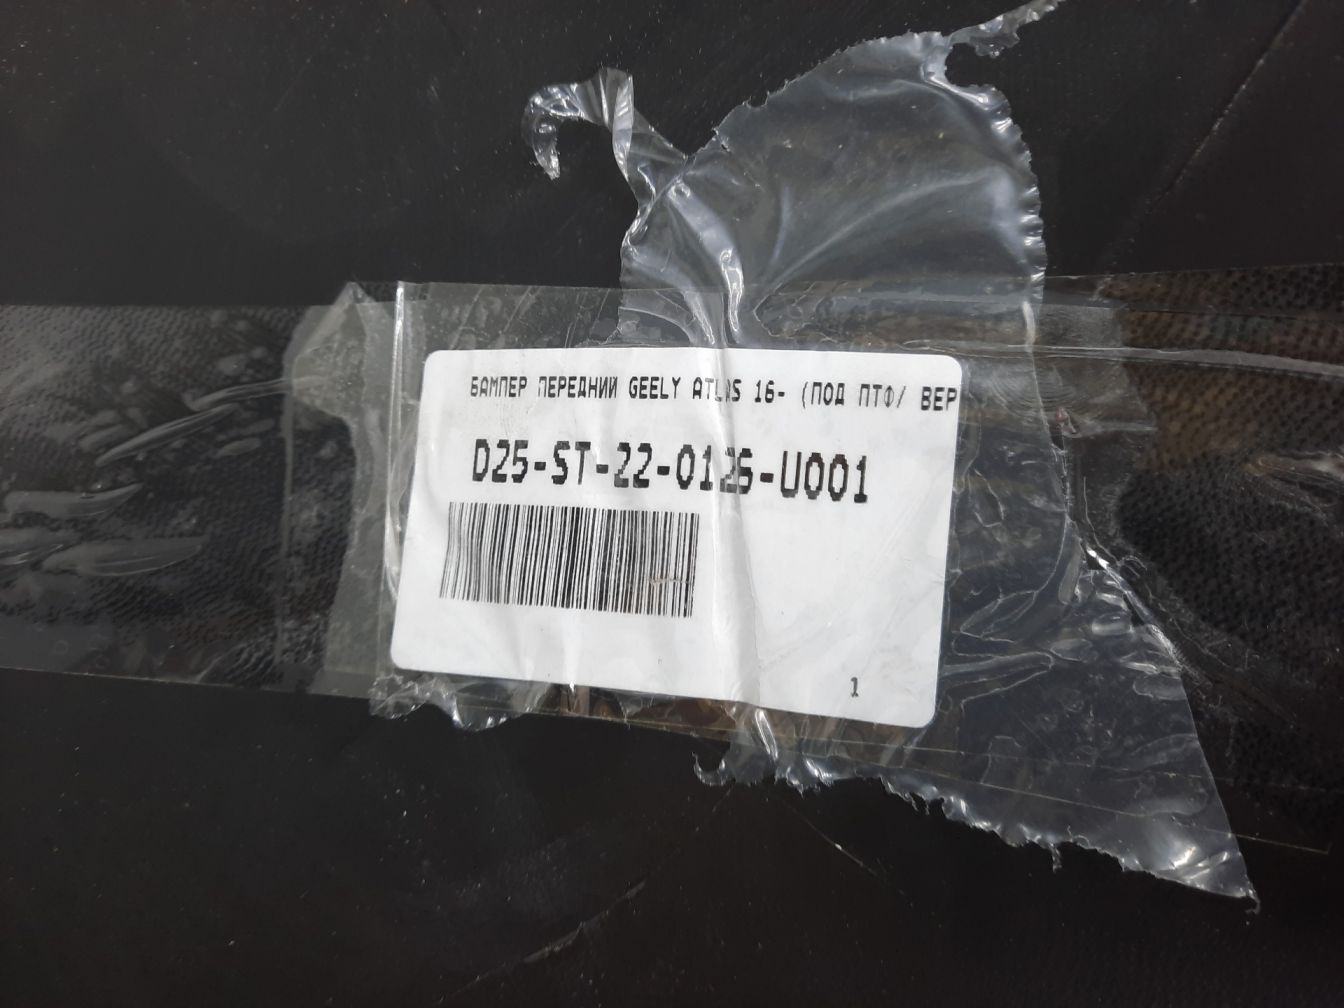 БАМПЕР ПЕРЕДНИЙ GEELY ATLAS 16- (ПОД ПТФ/ ВЕР
D25-ST-22-0126-U001
1